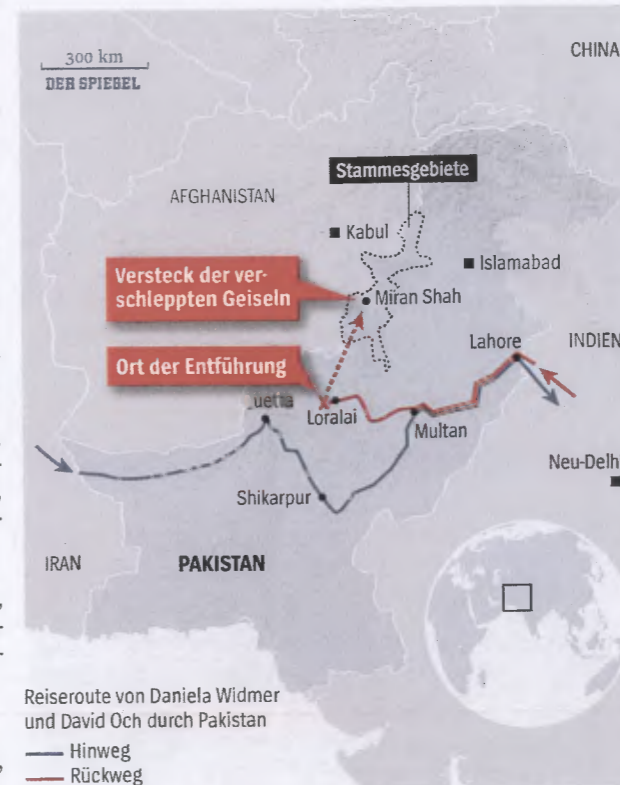 300 km
DER SPIEGEL
CHINA
Stammesgebiete
AFGHANISTAN
Kabul
Islamabad
Versteck der ver-
schleppten Geiseln
Miran Shah
Lahore
INDIEN
Ort der Entführung
Loralai
Multan
Neu-Delh
Shikarpur
IRAN
PAKISTAN
Reiseroute von Daniela Widmer
und David Och durch Pakistan
Hinweg
Rückweg